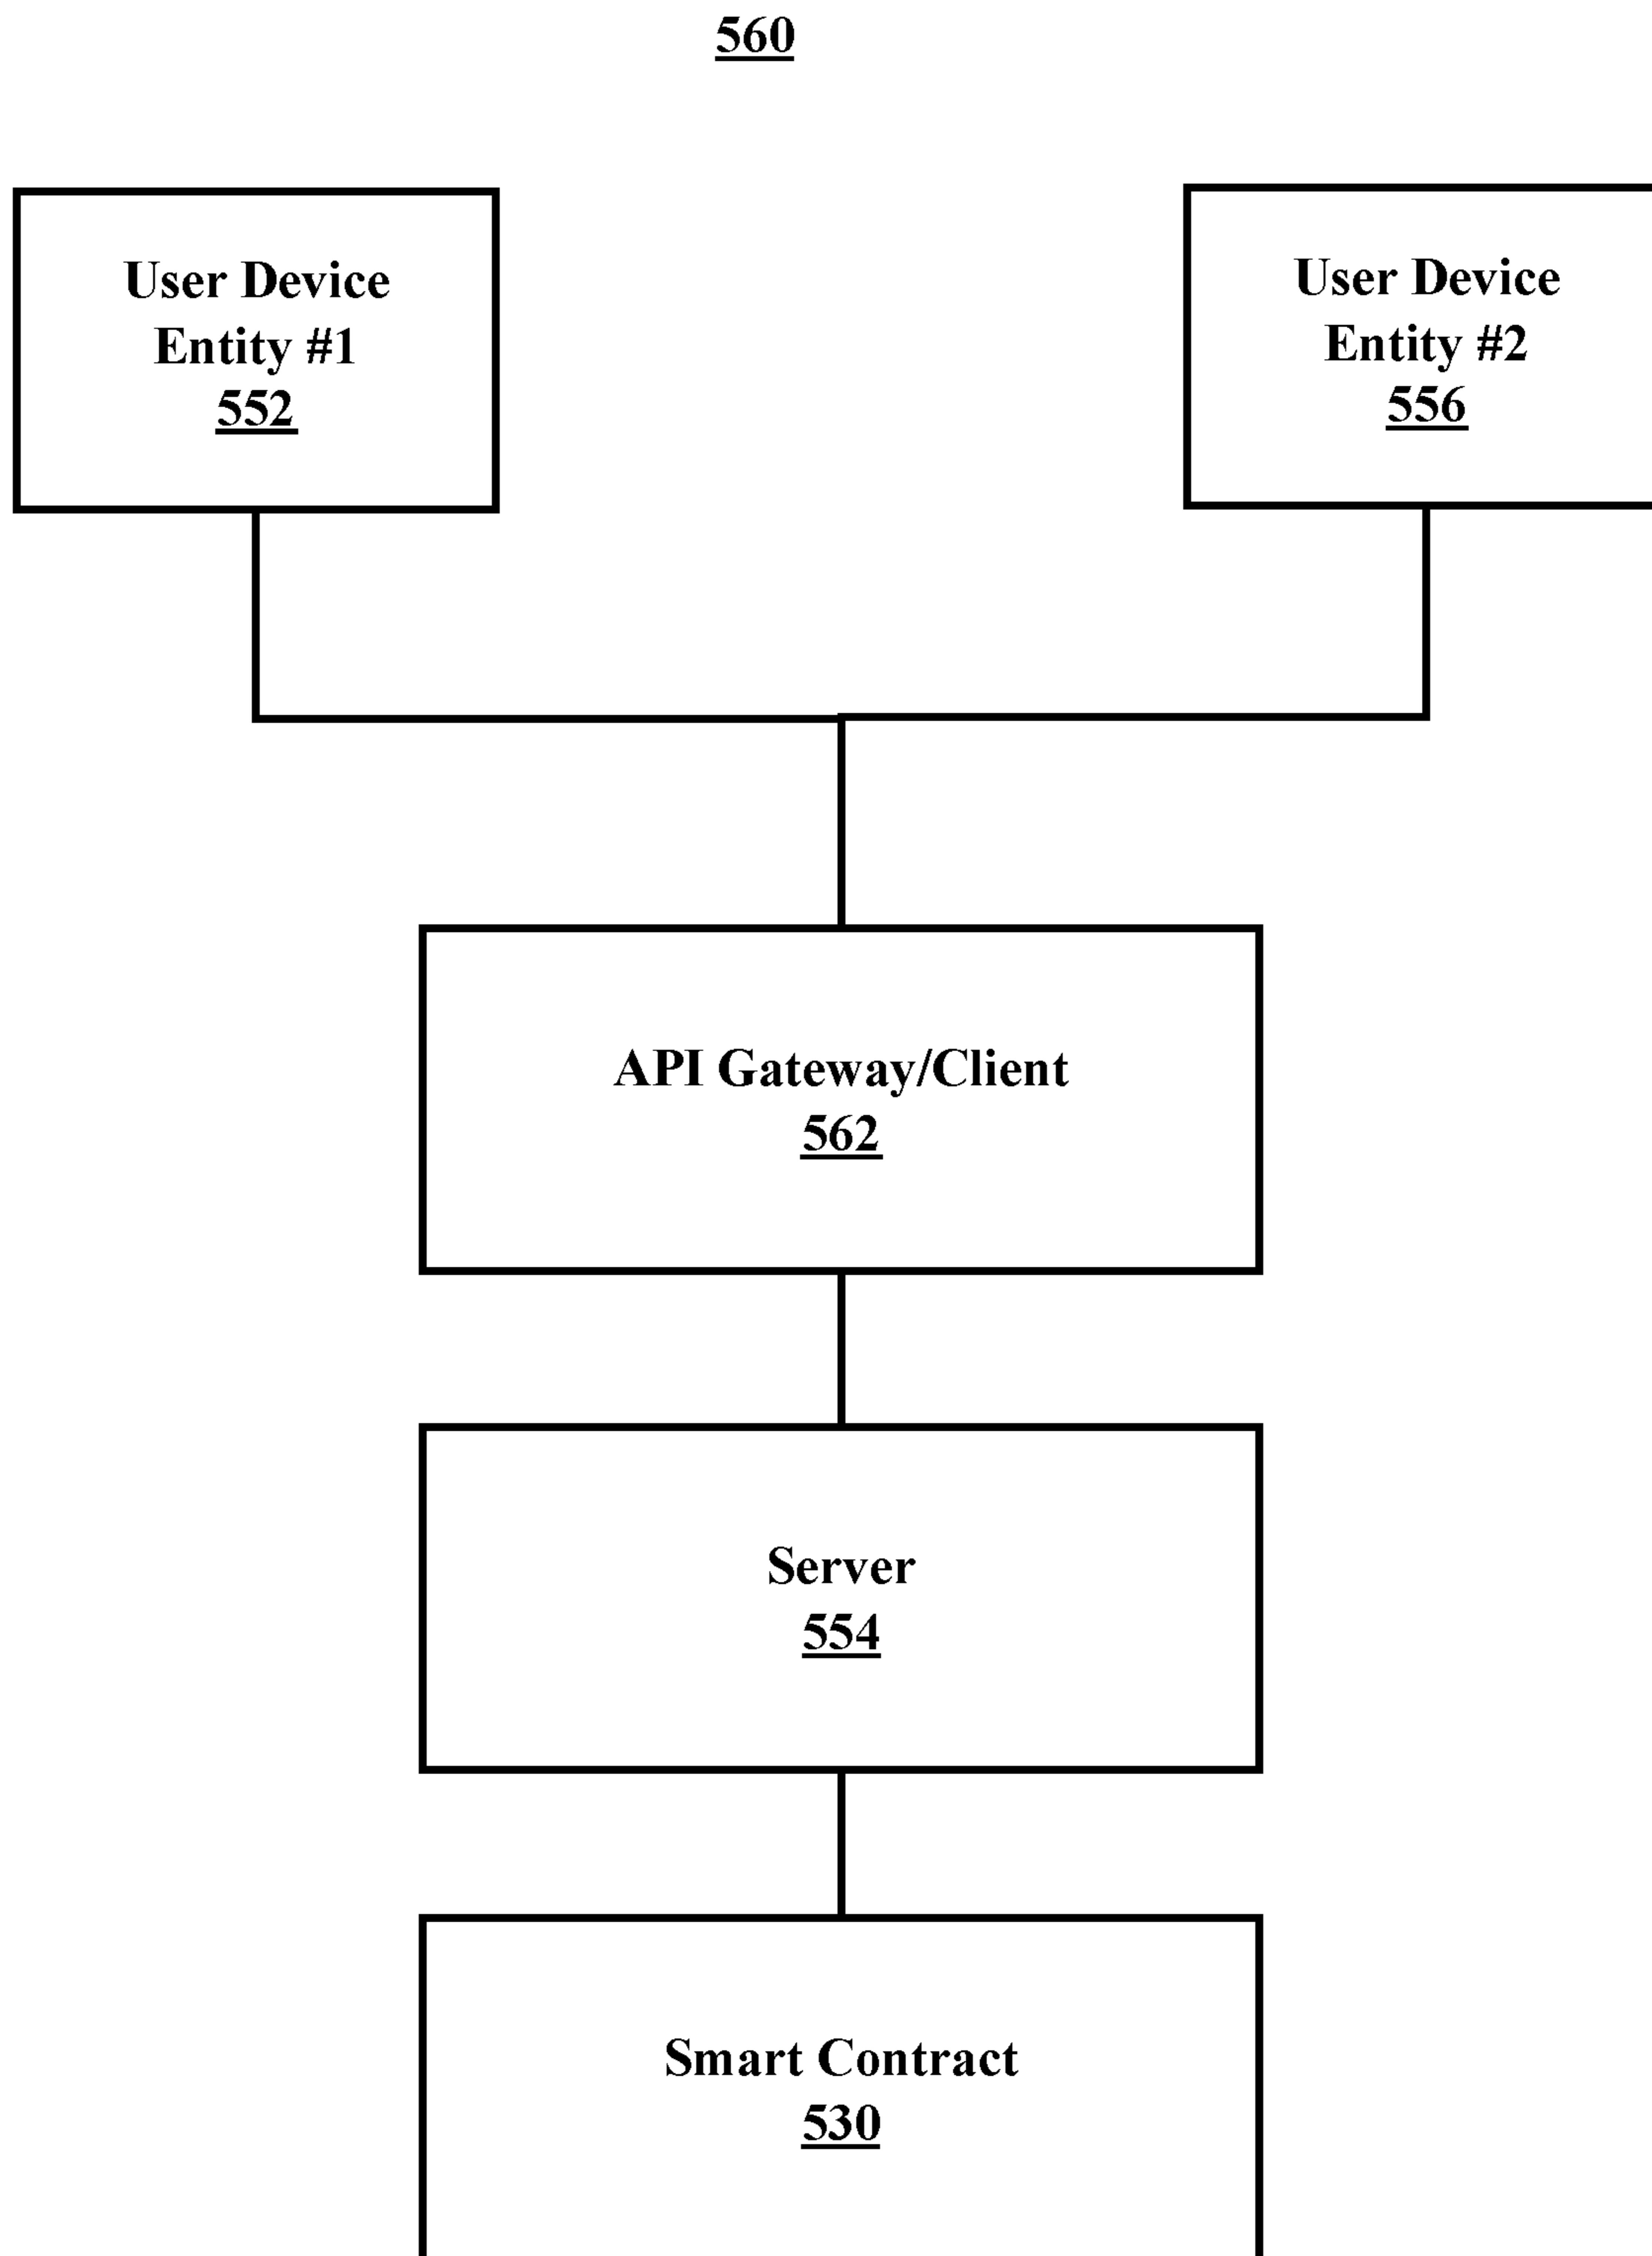 560
User Device
Entity #1
552
User Device
Entity #2
556
API Gateway/Client
562
Server
554
Smart Contract
530